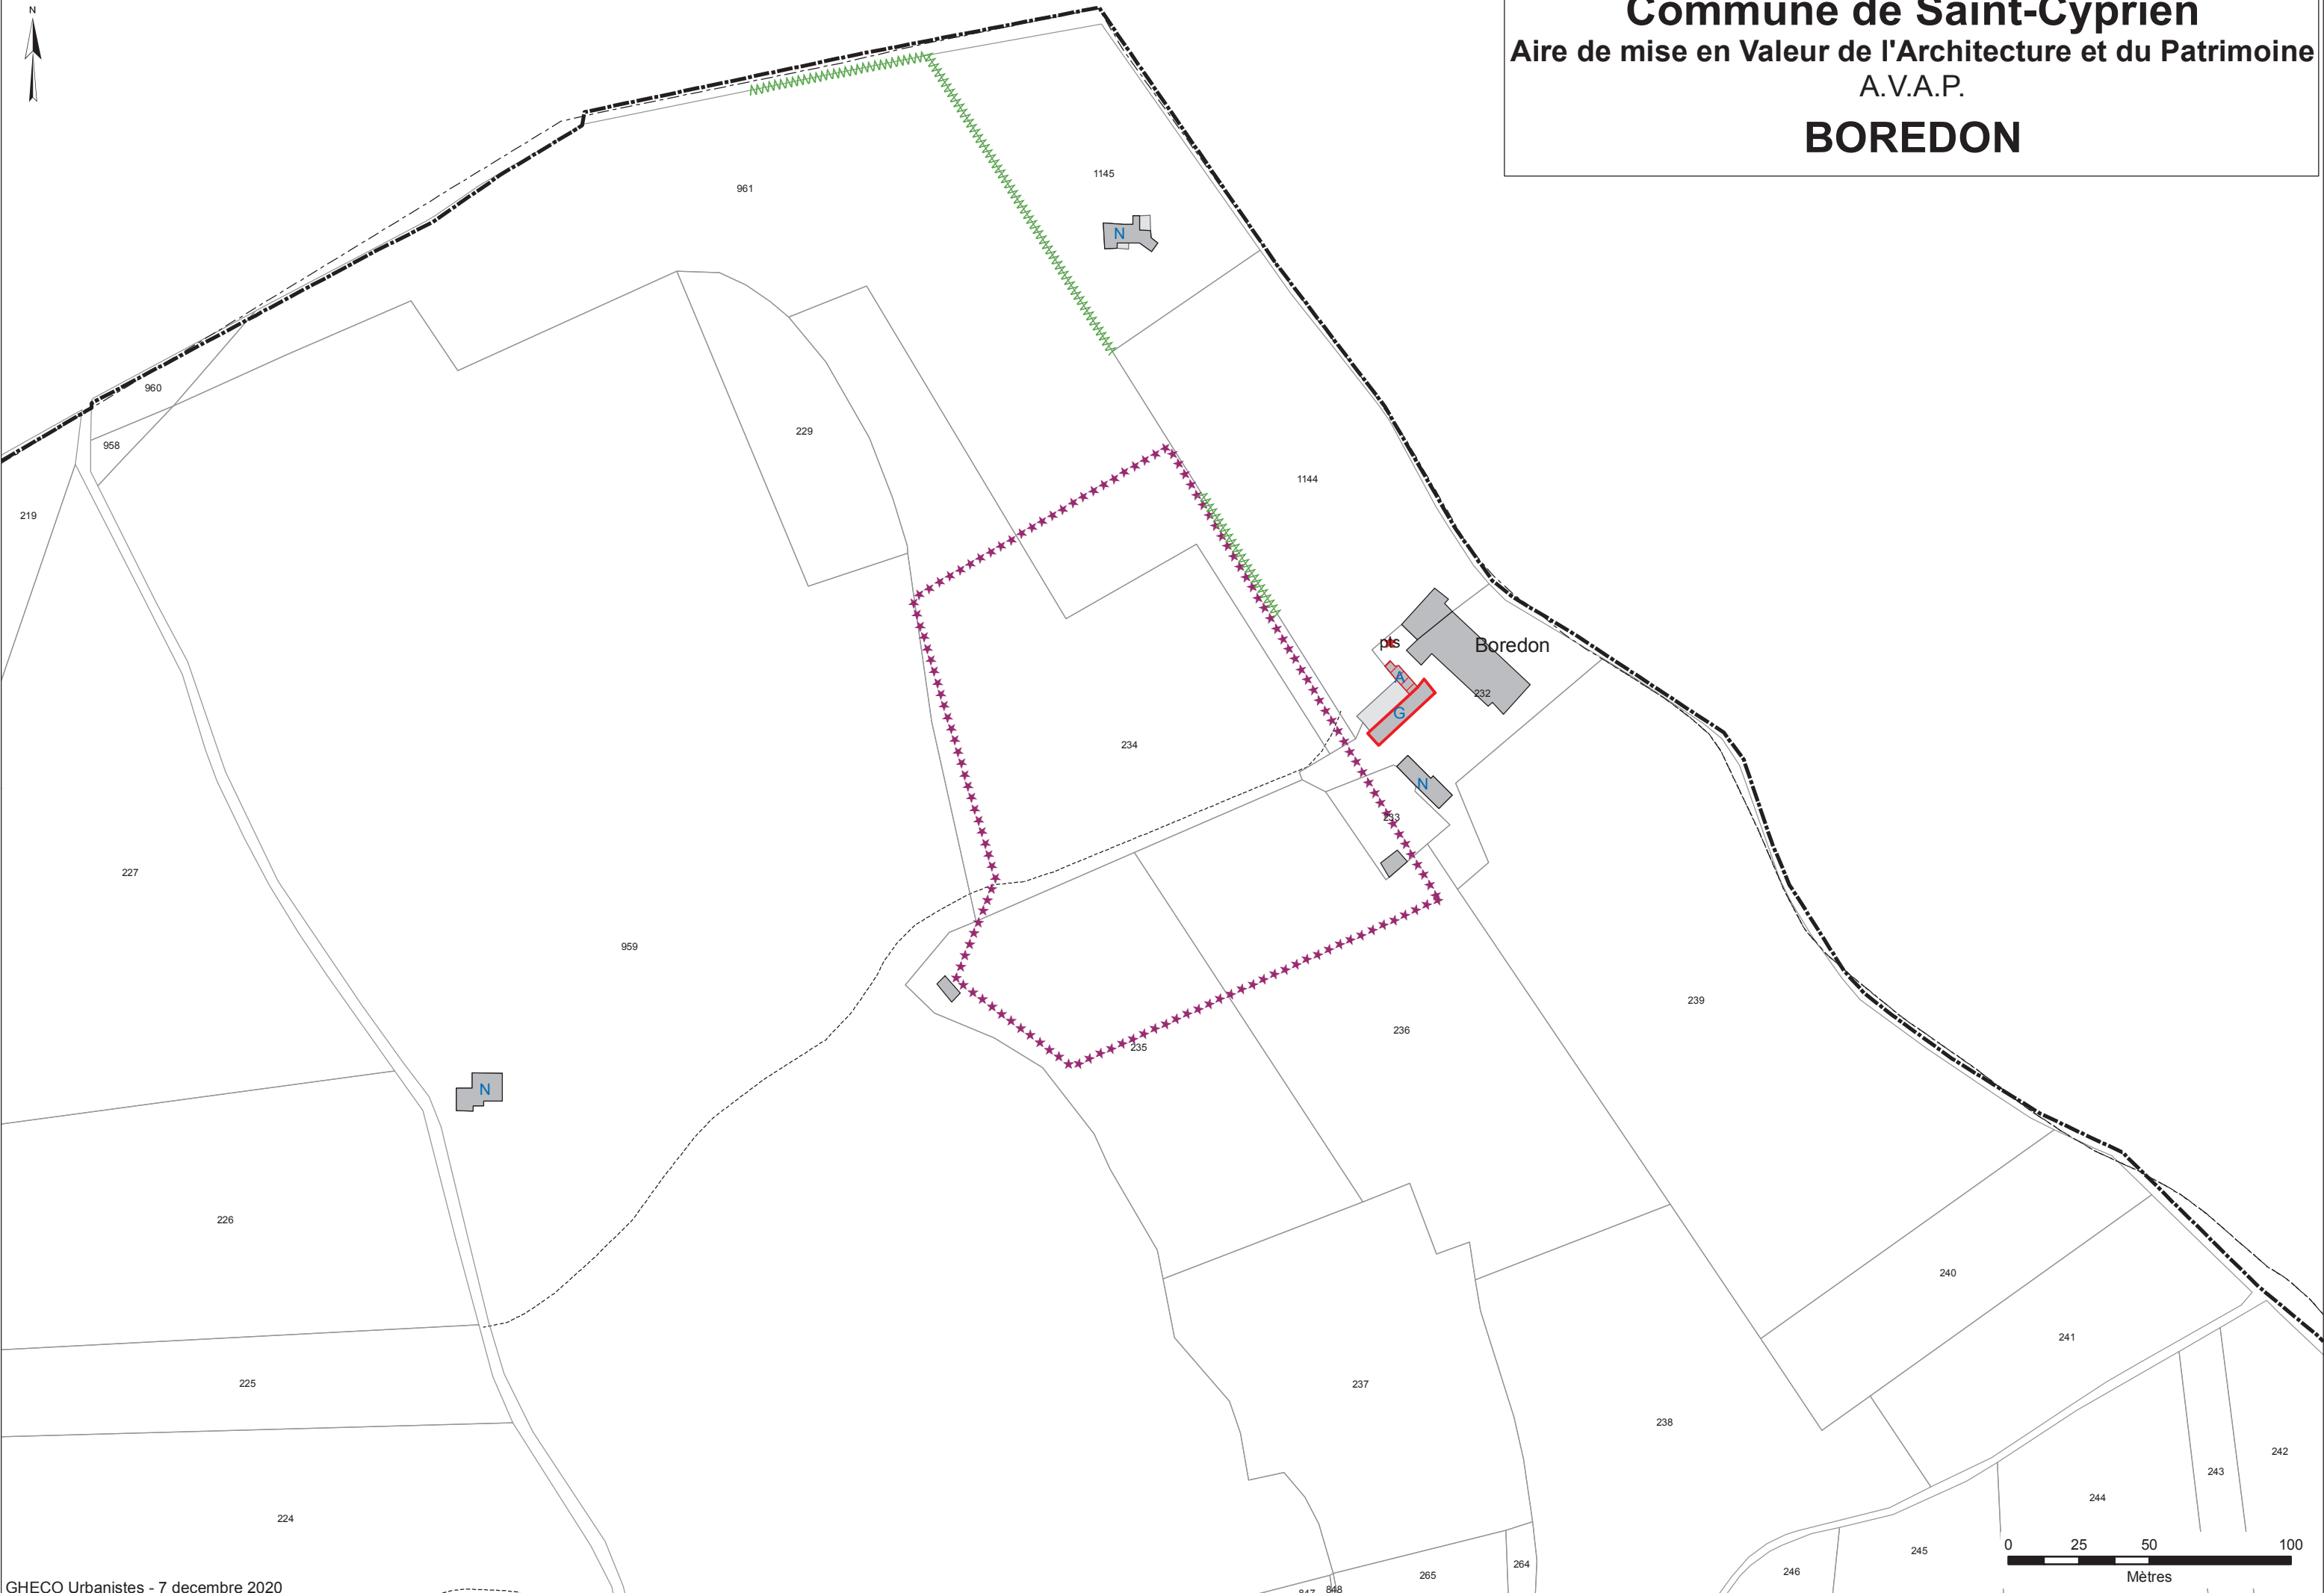 N
Commune de Saint-Cyprien
Aire de mise en Valeur de l'Architecture et du Patrimoine
A.V.A.P.
BOREDON
961
1145
N
960
958
229
219
1144
pts
Boredon
A
232
G
234
N
233
227
959
239
236
235
N
226
240
241
225
237
238
242
243
244
224
245
246
264
265
847
848
0 25 50 100
Mètres
GHECO Urbanistes - 7 decembre 2020